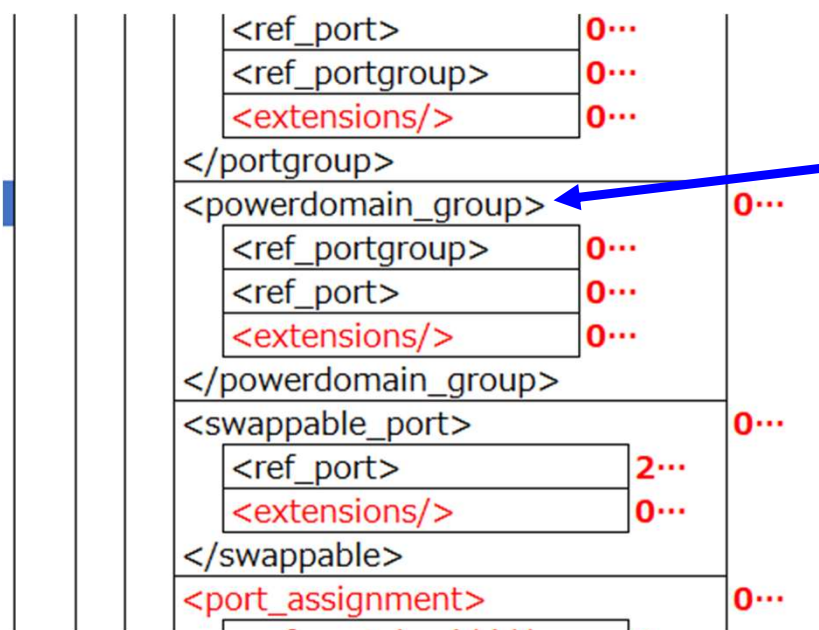 <ref_port> 0…
<ref_portgroup> 0…
<extensions/> 0…
</portgroup>
<powerdomain_group> 0…
<ref_portgroup> 0…
<ref_port> 0…
<extensions/> 0…
</powerdomain_group>
<swappable_port> 0…
<ref_port> 2…
<extensions/> 0…
</swappable>
<port_assignment> 0…